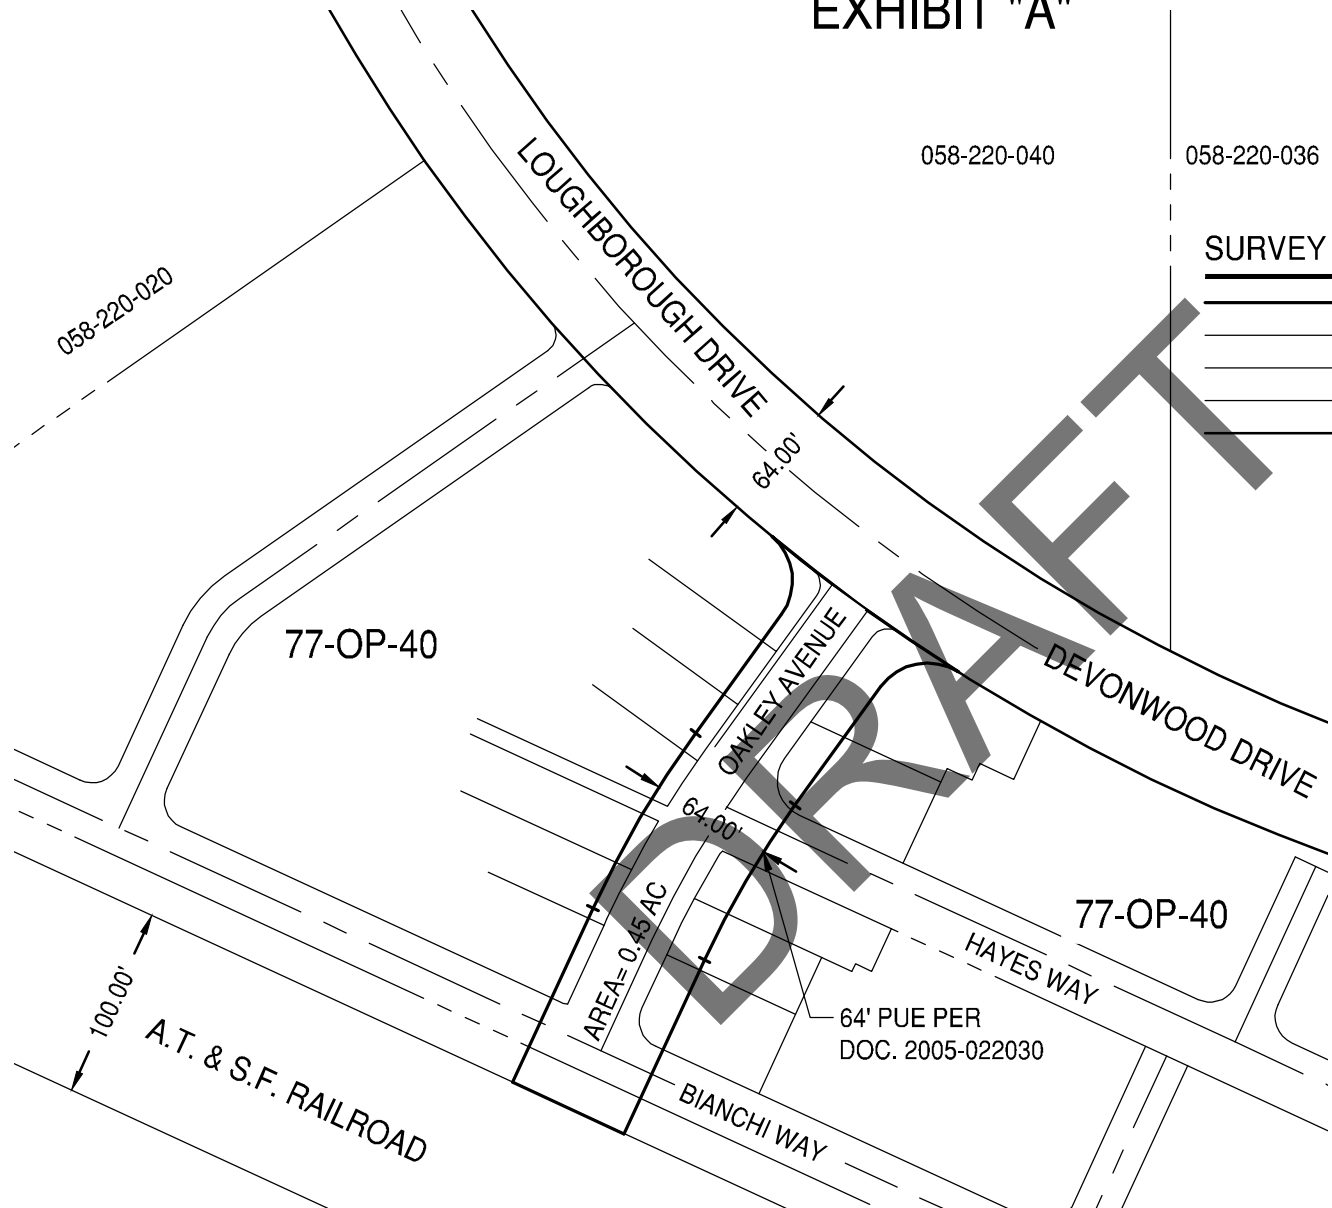 EXHIBIT "A"
058-220-040
058-220-036
LOUGHBOROUGH DRIVE
SURVEY
058-220-020
64.00'
77-OP-40
OAKLEY AVENUE
DEVONWOOD DRIVE
64.00'
AREA= 0.45 AC
77-OP-40
HAYES WAY
100.00'
A.T. & S.F. RAILROAD
64' PUE PER
DOC. 2005-022030
BIANCHI WAY
DRAFT